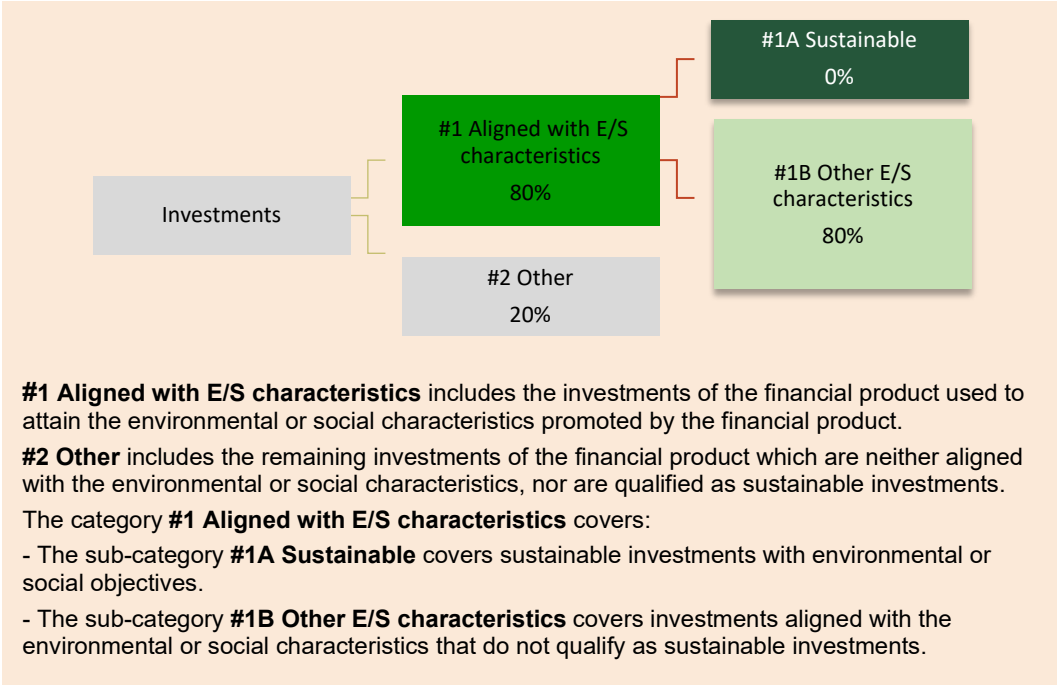 #1A Sustainable
0%
#1 Aligned with E/S
characteristics
80%
#1B Other E/S
characteristics
80%
Investments
#2 Other
20%
#1 Aligned with E/S characteristics includes the investments of the financial product used to
attain the environmental or social characteristics promoted by the financial product.
#2 Other includes the remaining investments of the financial product which are neither aligned
with the environmental or social characteristics, nor are qualified as sustainable investments.
The category #1 Aligned with E/S characteristics covers:
- The sub-category #1A Sustainable covers sustainable investments with environmental or
social objectives.
- The sub-category #1B Other E/S characteristics covers investments aligned with the
environmental or social characteristics that do not qualify as sustainable investments.